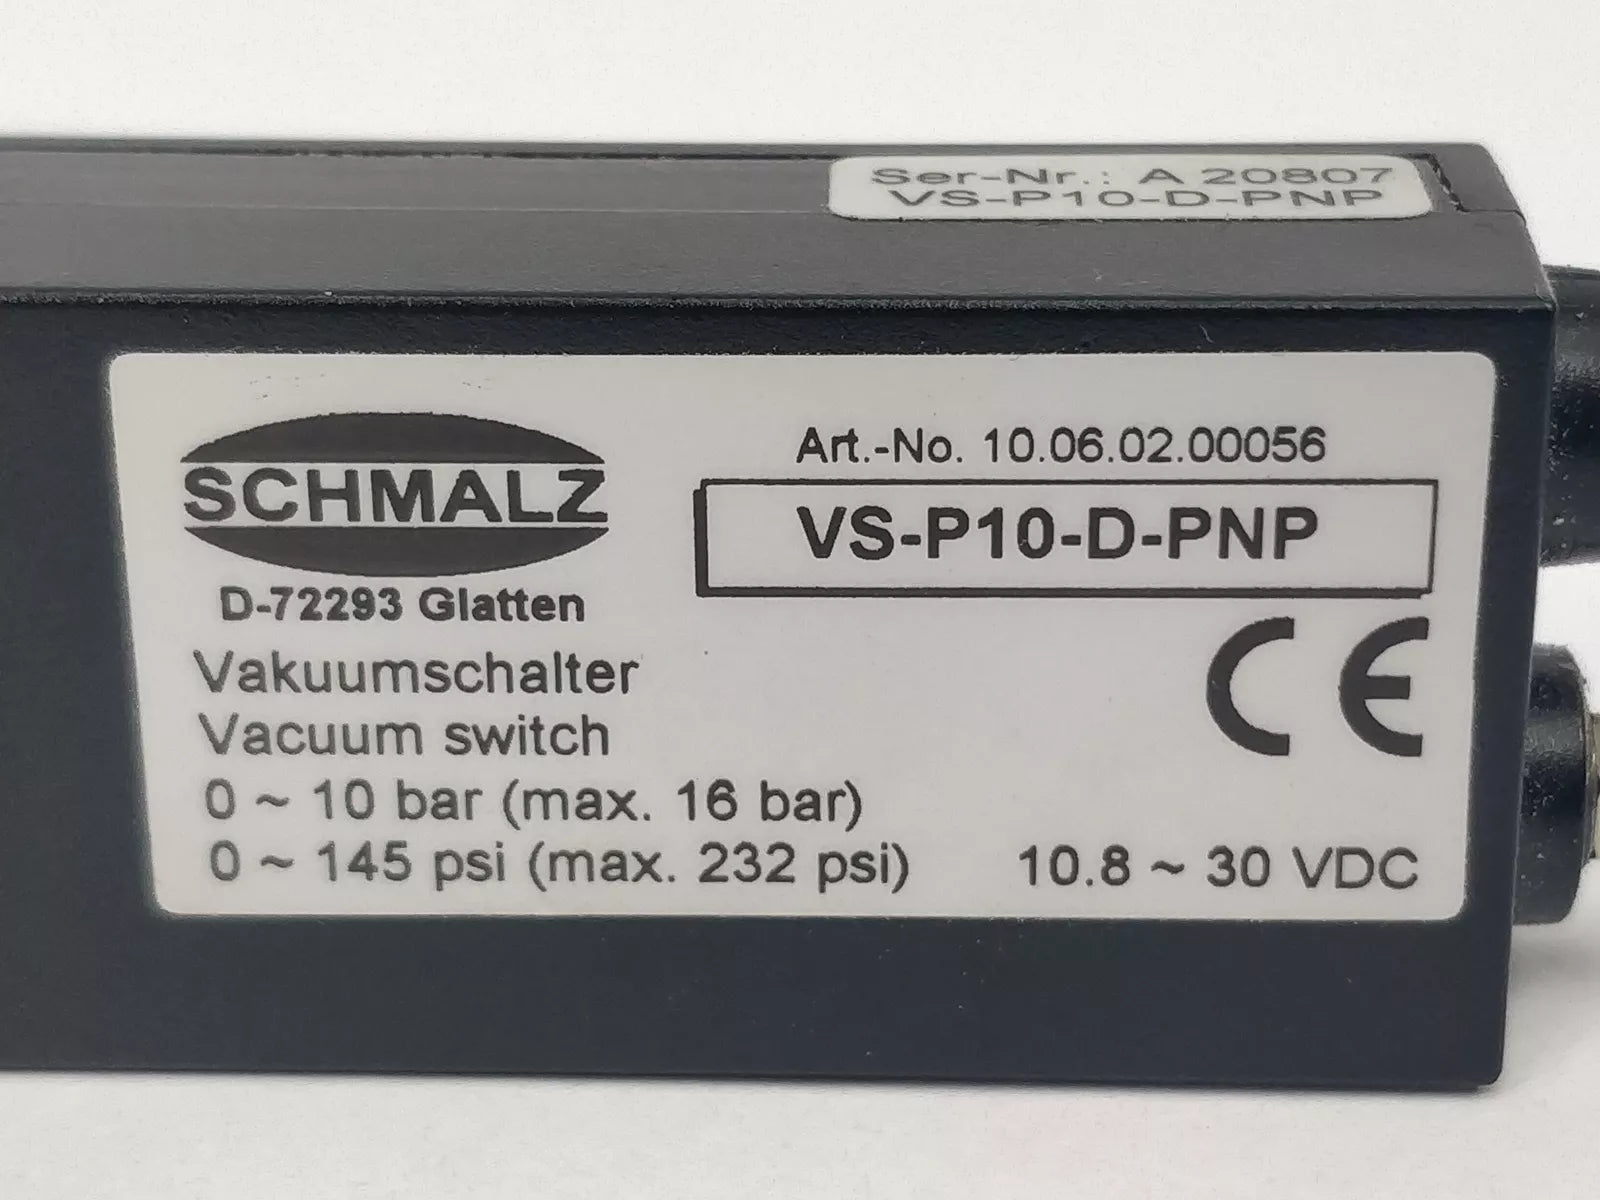 Ser-Nr.: A 20807
VS-P10-D-PNP
SCHMALZ
D-72293 Glatten
Art.-No. 10.06.02.00056
VS-P10-D-PNP
CE
Vakuumschalter
Vacuum switch
0 ~ 10 bar (max. 16 bar)
0 ~ 145 psi (max. 232 psi)
10.8 ~ 30 VDC